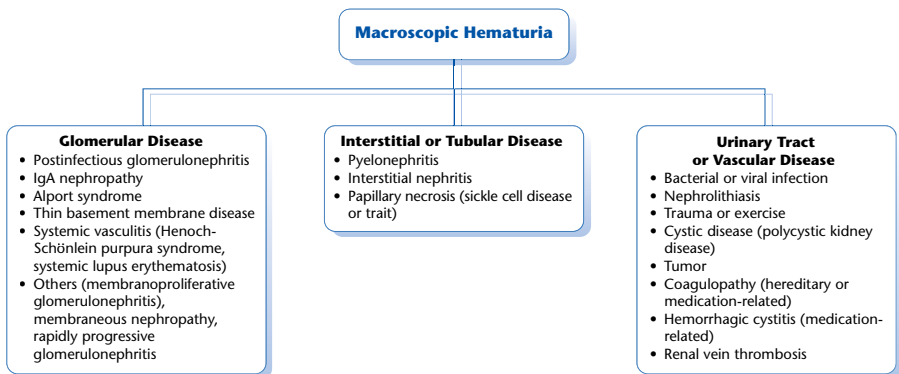 Macroscopic Hematuria
Glomerular Disease
• Postinfectious glomerulonephritis
• IgA nephropathy
• Alport syndrome
• Thin basement membrane disease
• Systemic vasculitis (Henoch-
Schönlein purpura syndrome,
systemic lupus erythematosis)
• Others (membranoproliferative
glomerulonephritis),
membraneous nephropathy,
rapidly progressive
glomerulonephritis
Interstitial or Tubular Disease
• Pyelonephritis
• Interstitial nephritis
• Papillary necrosis (sickle cell disease
or trait)
Urinary Tract
or Vascular Disease
• Bacterial or viral infection
• Nephrolithiasis
• Trauma or exercise
• Cystic disease (polycystic kidney
disease)
• Tumor
• Coagulopathy (hereditary or
medication-related)
• Hemorrhagic cystitis (medication-
related)
• Renal vein thrombosis